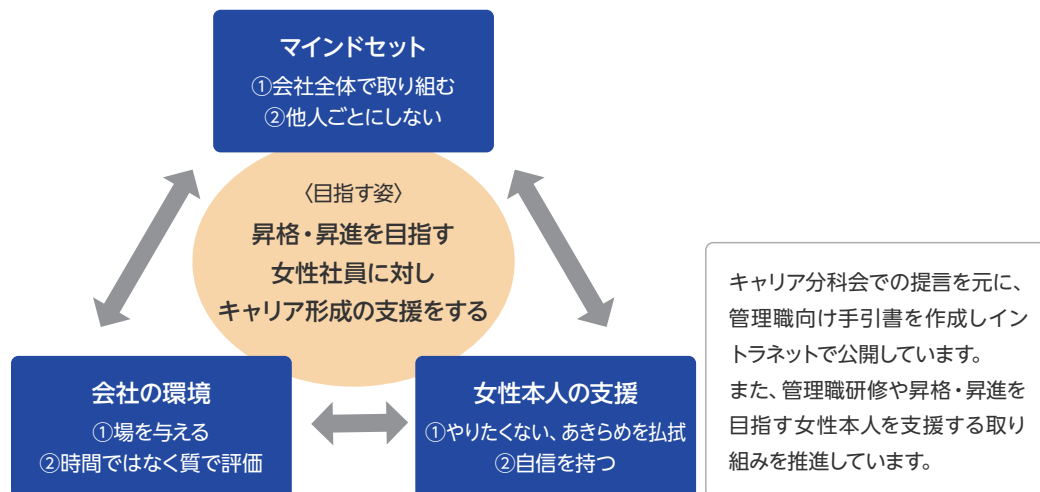 マインドセット
①会社全体で取り組む
②他人ごとにしない
〈目指す姿〉
昇格・昇進を目指す
女性社員に対し
キャリア形成の支援をする
会社の環境
①場を与える
②時間ではなく質で評価
女性本人の支援
①やりたくない、あきらめを払拭
②自信を持つ
キャリア分科会での提言を元に、
管理職向け手引書を作成しイン
トラネットで公開しています。
また、管理職研修や昇格・昇進を
目指す女性本人を支援する取り
組みを推進しています。